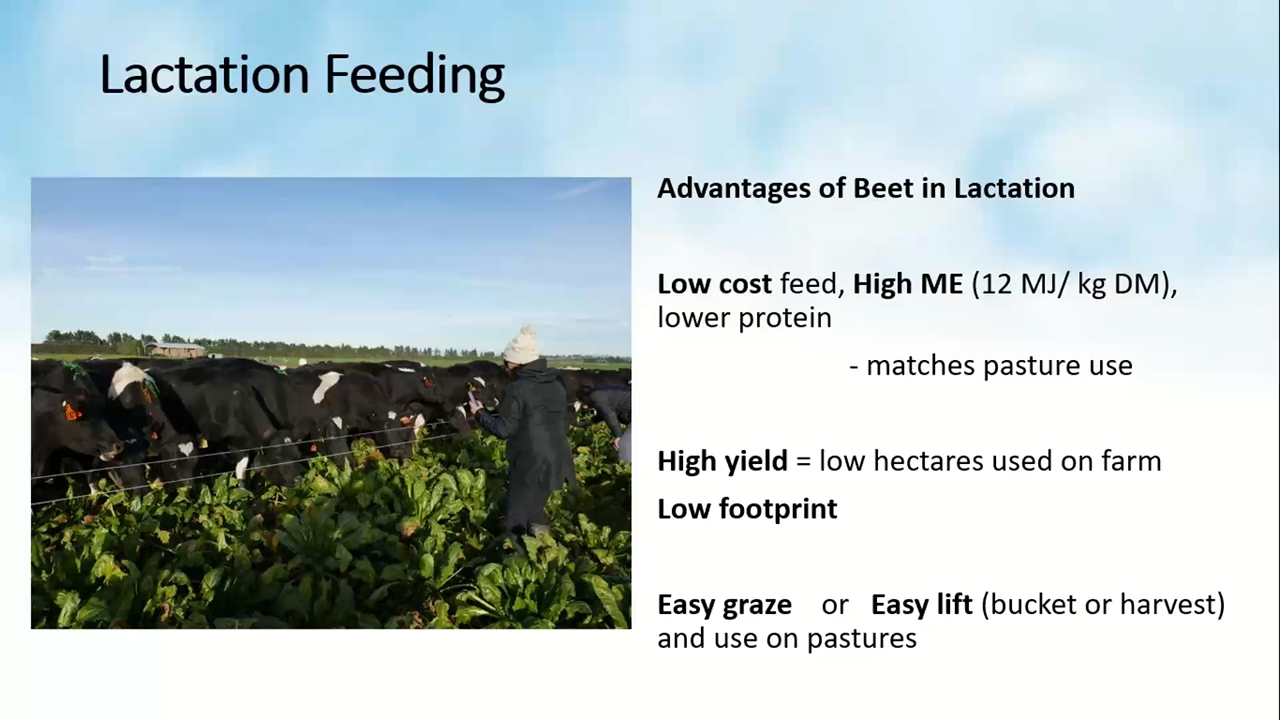 Lactation Feeding
Advantages of Beet in Lactation
Low cost feed, High ME (12 MJ/ kg DM),
lower protein
- matches pasture use
High yield = low hectares used on farm
Low footprint
Easy graze or Easy lift (bucket or harvest)
and use on pastures